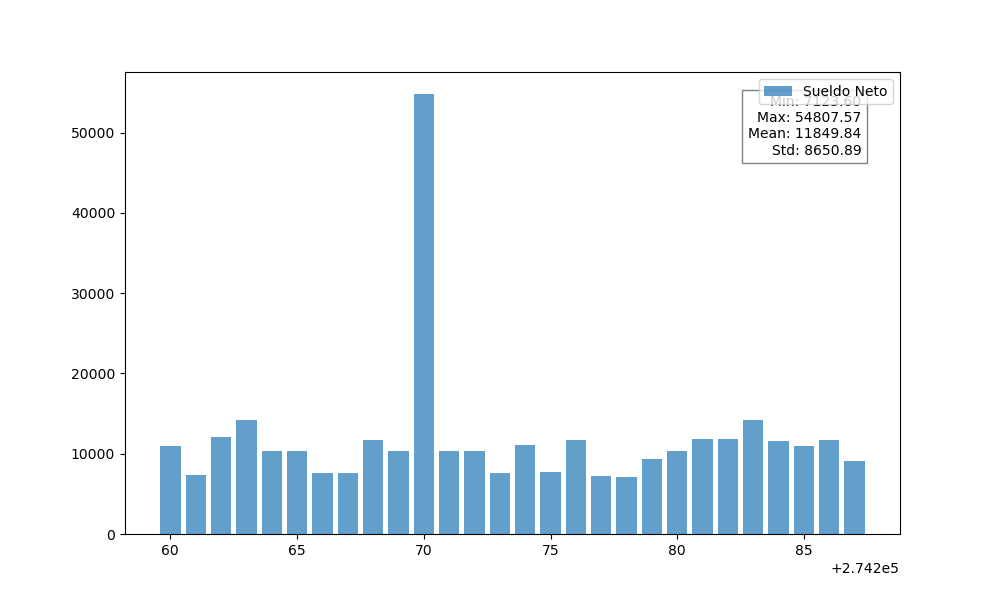 Sueldo Neto
Min: 7123.60
Max: 54807.57
Mean: 11849.84
Std: 8650.89
50000
40000
30000
20000
10000
0
60 65 70 75 80 85
+2.742e5